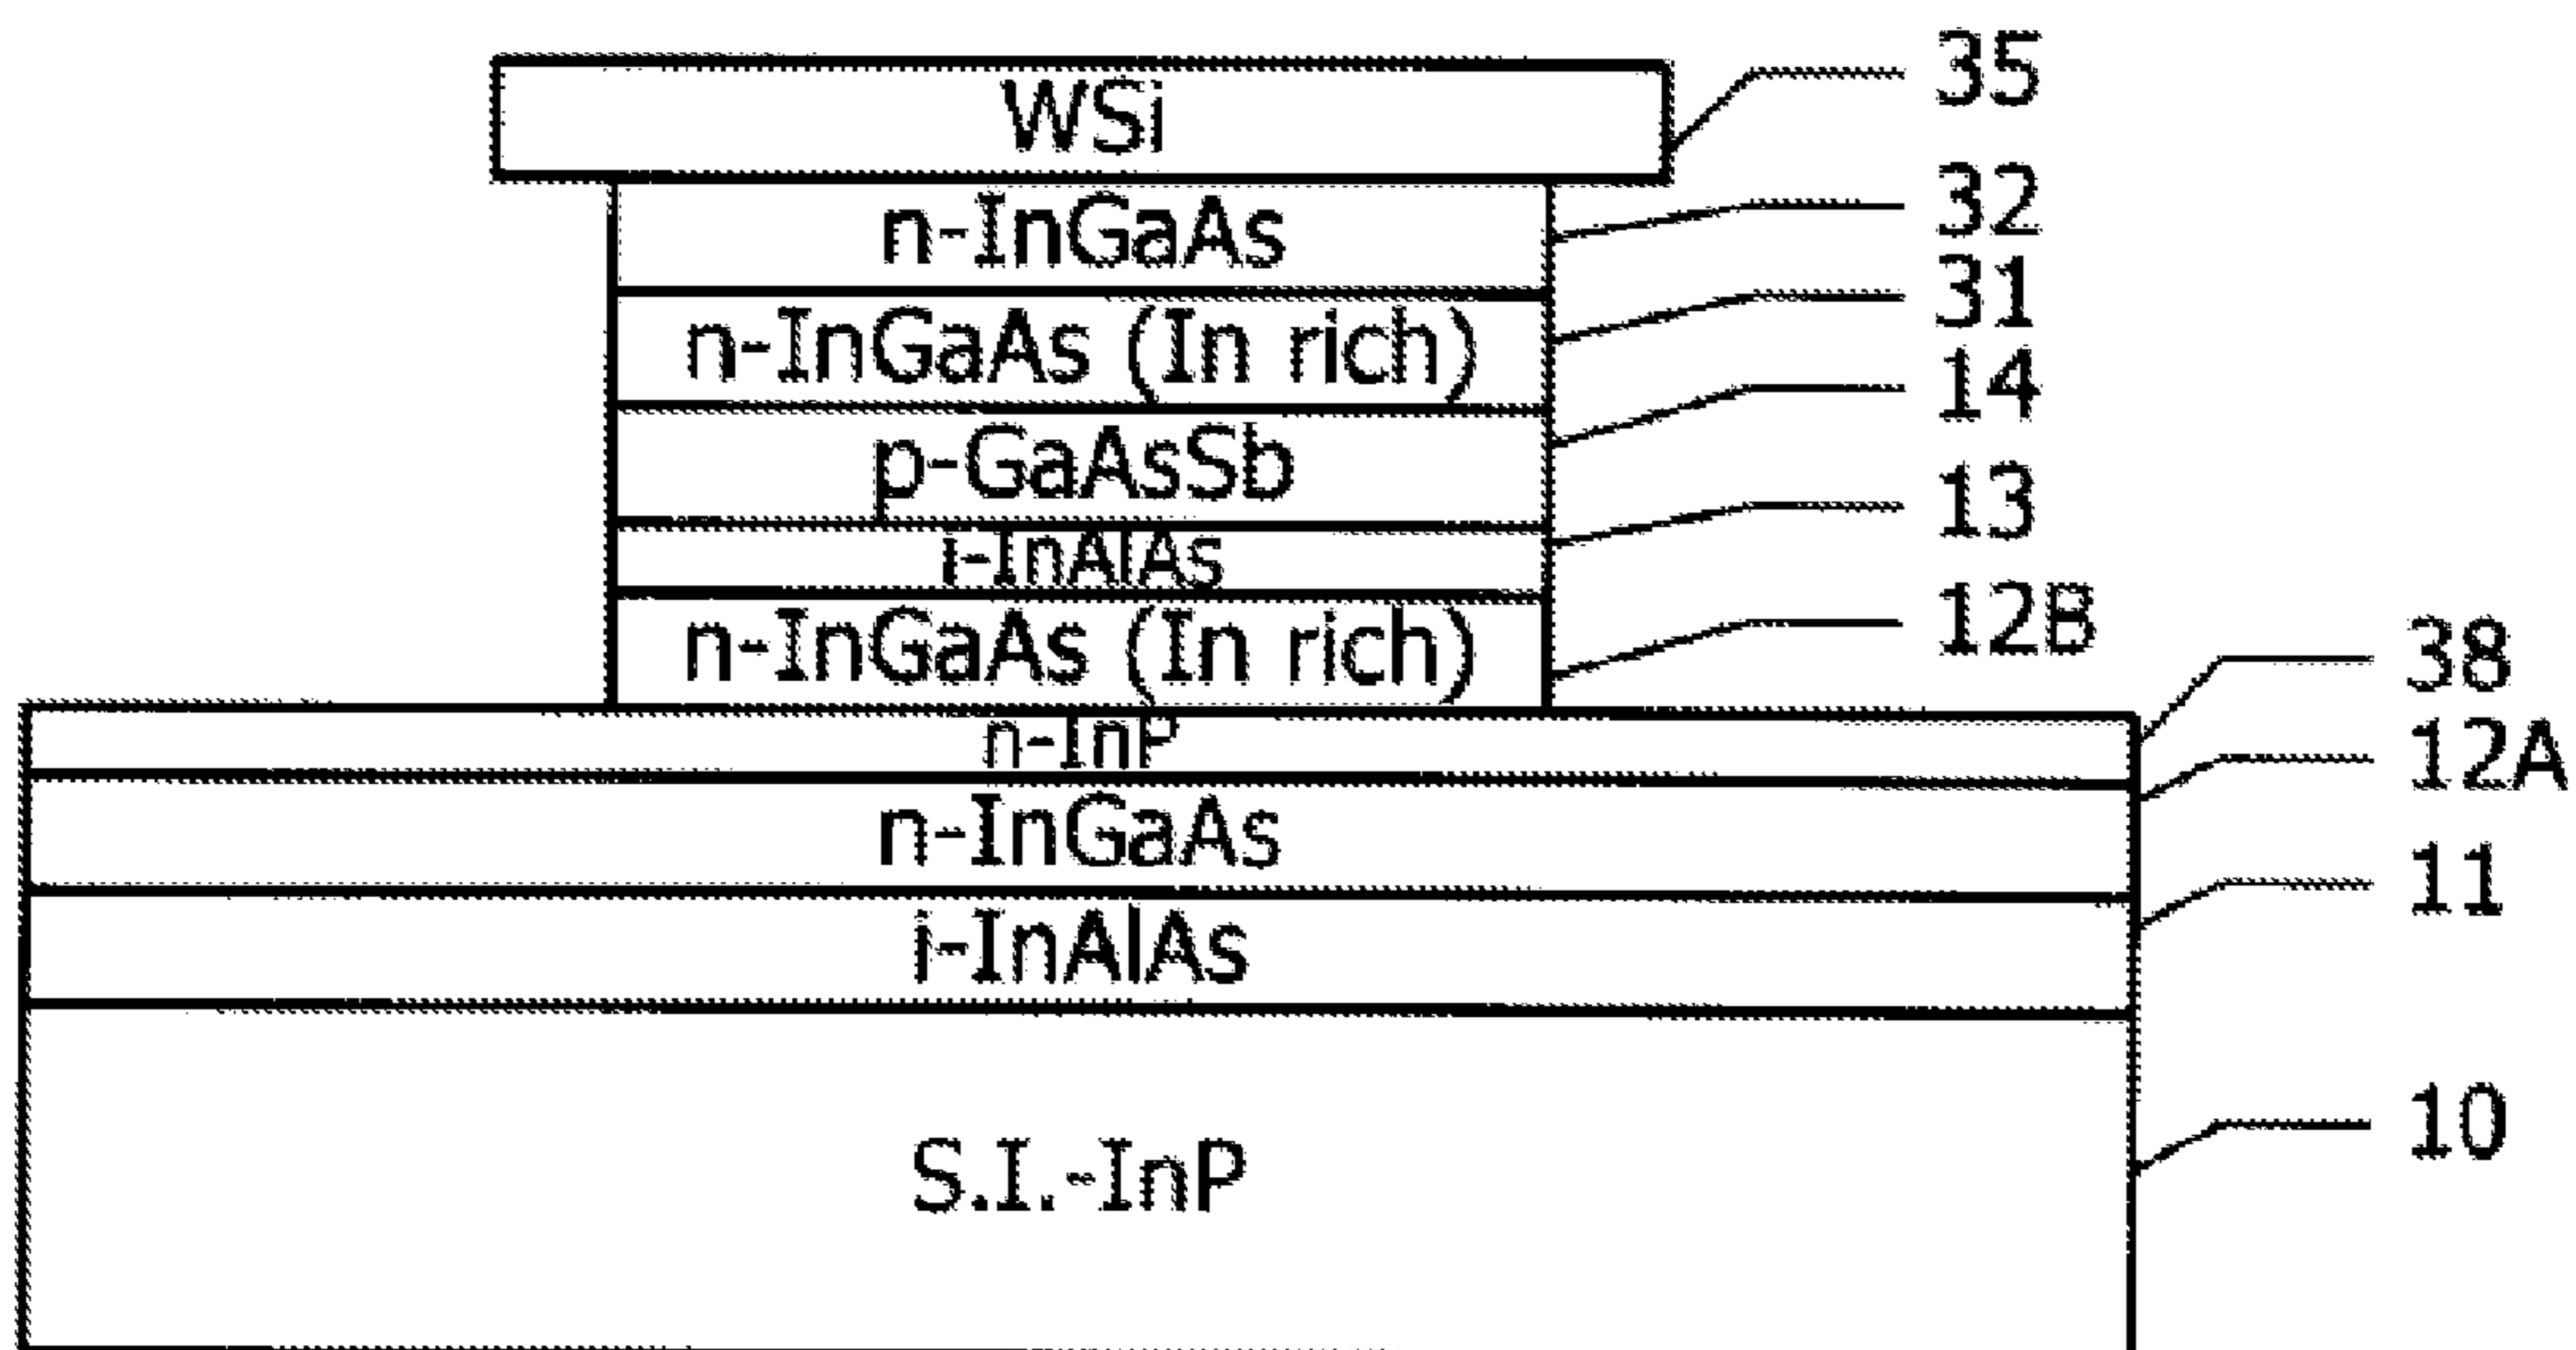 WSi 35
n-InGaAs 32
n-InGaAs (In rich) 31
p-GaAsSb 14
i-InAlAs 13
n-InGaAs (In rich) 12B
n-InP 38
n-InGaAs 12A
i-InAlAs 11
S.I.-InP 10